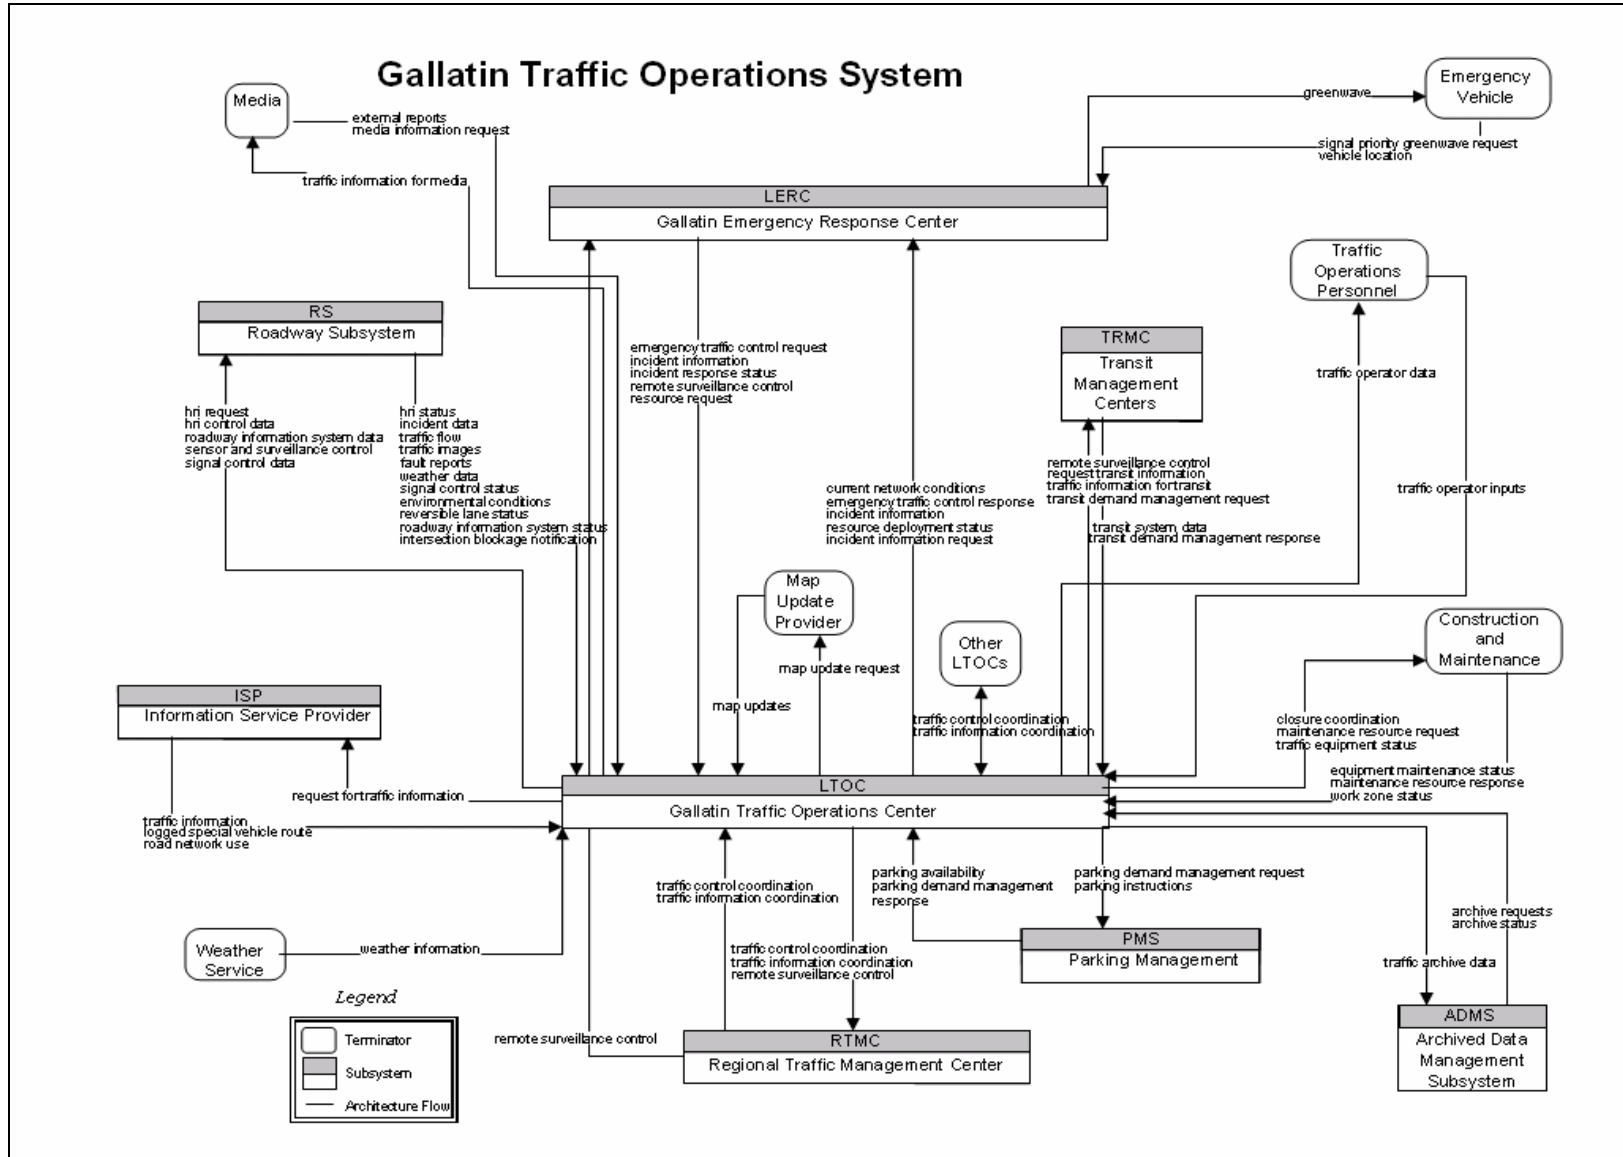 Gallatin Traffic Operations System
Media
external reports
media information request
traffic information for media
greenwave
Emergency
Vehicle
signal priority greenwave request
vehicle location
LERC
Gallatin Emergency Response Center
Traffic
Operations
Personnel
RS
Roadway Subsystem
TRMC
Transit
Management
Centers
emergency traffic control request
incident information
incident response status
remote surveillance control
resource request
traffic operator data
hri request
hri control data
roadway information system data
sensor and surveillance control
signal control data
hri status
incident data
traffic flow
traffic images
fault reports
weather data
signal control status
environmental conditions
reversible lane status
roadway information system status
intersection blockage notification
current network conditions
emergency traffic control response
incident information
resource deployment status
incident information request
remote surveillance control
request transit information
traffic information for transit
transit demand management request
transit system data
transit demand management response
traffic operator inputs
Map
Update
Provider
Other
LTOCs
Construction
and
Maintenance
map update request
map updates
traffic control coordination
traffic information coordination
closure coordination
maintenance resource request
traffic equipment status
equipment maintenance status
maintenance resource response
work zone status
ISP
Information Service Provider
request for traffic information
traffic information
logged special vehicle route
road network use
LTOC
Gallatin Traffic Operations Center
traffic control coordination
traffic information coordination
parking availability
parking demand management
response
parking demand management request
parking instructions
archive requests
archive status
Weather
Service
weather information
traffic control coordination
traffic information coordination
remote surveillance control
PMS
Parking Management
traffic archive data
Legend
Terminator
Subsystem
Architecture Flow
remote surveillance control
RTMC
Regional Traffic Management Center
ADMS
Archived Data
Management
Subsystem